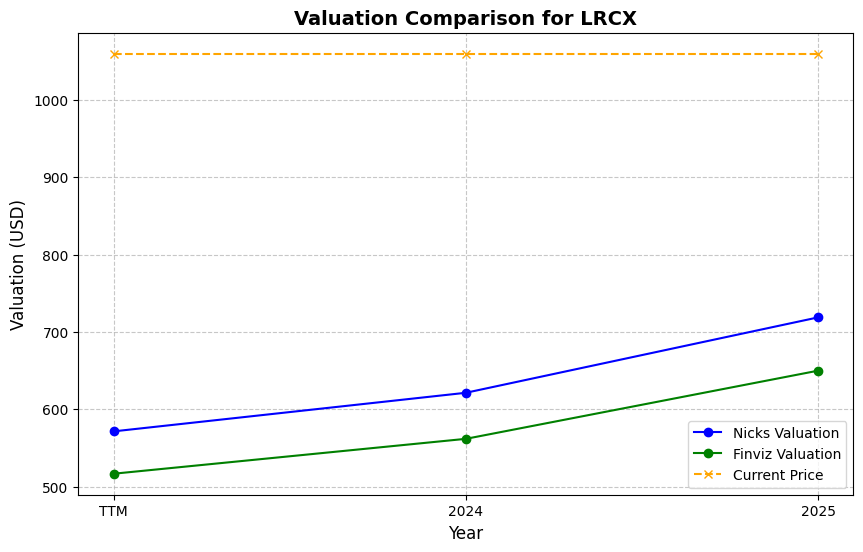 Valuation Comparison for LRCX
Valuation (USD)
1000
900
800
700
600
500
TTM
2024
2025
Year
Nicks Valuation
Finviz Valuation
Current Price